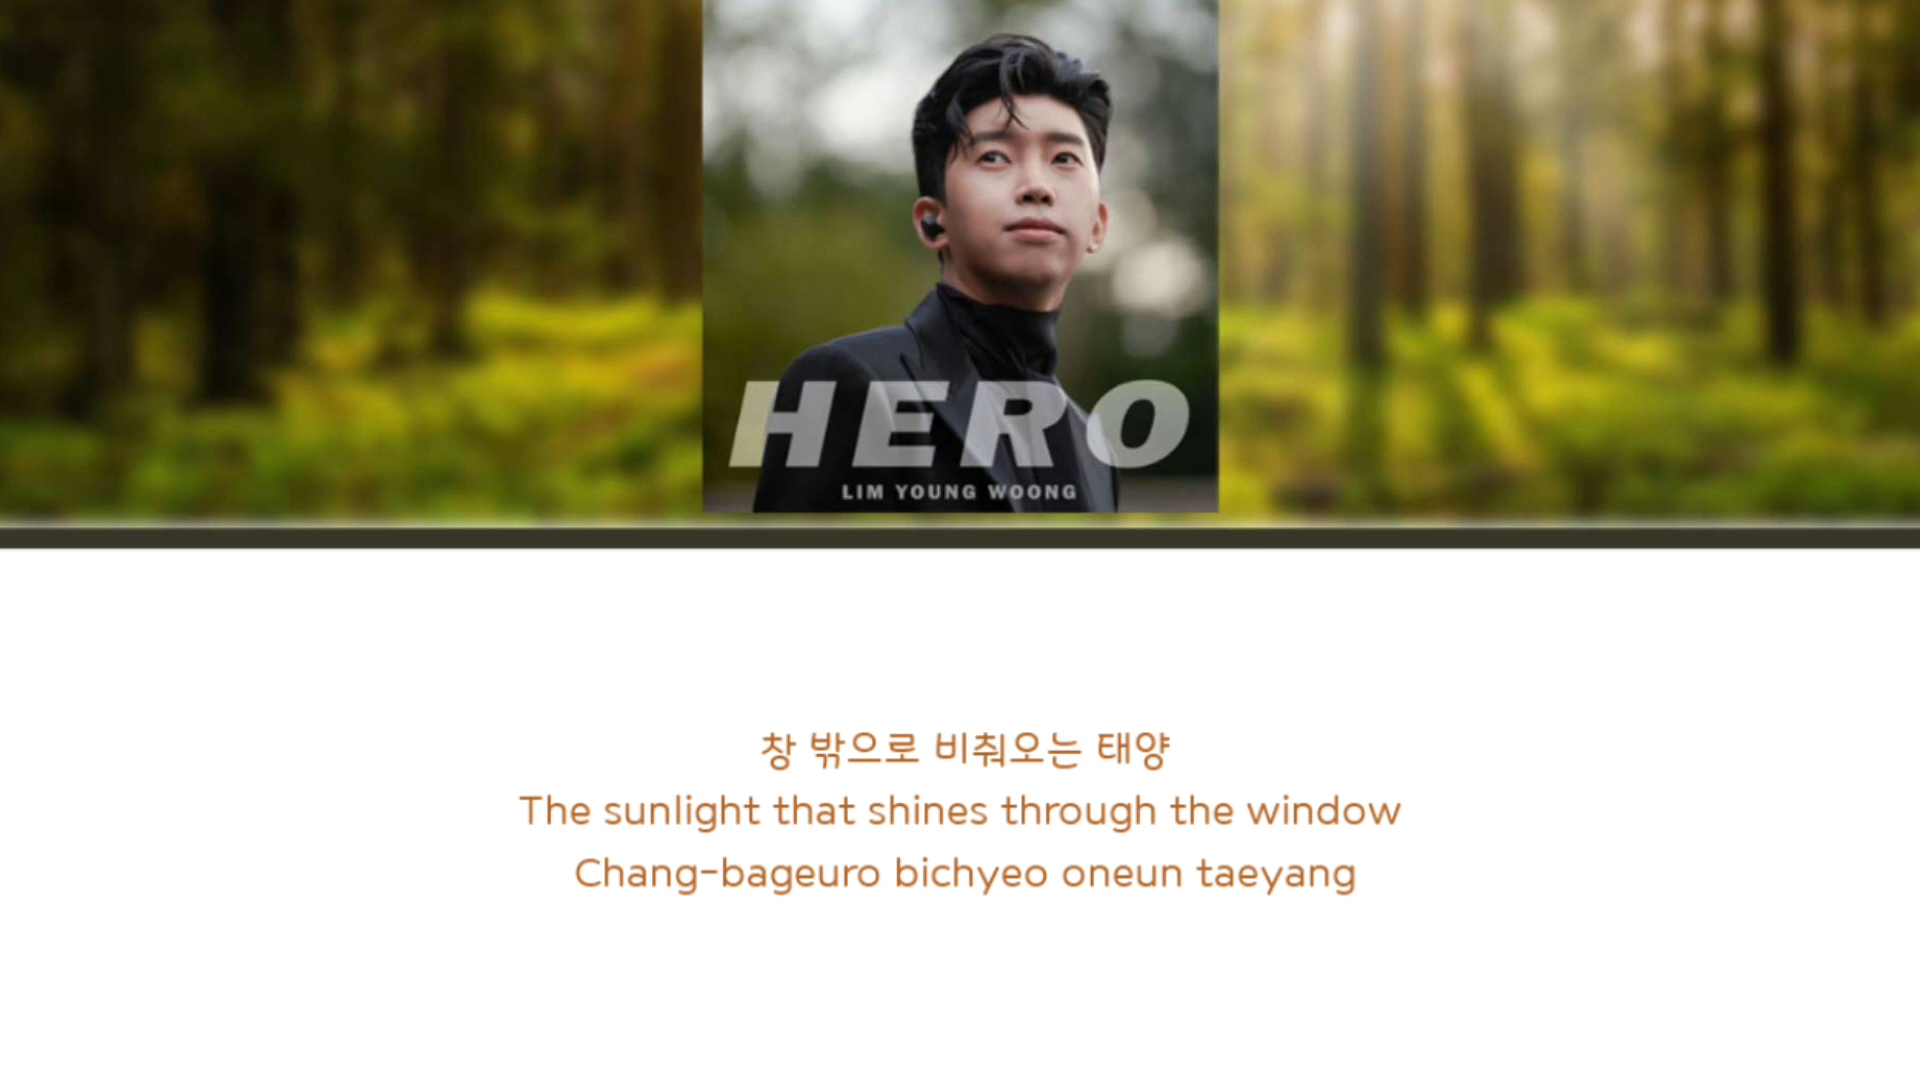 HERO
LIM YOUNG WOONG
창 밖으로 비춰오는 태양
The sunlight that shines through the window
Chang-bageuro bichyeo oneun taeyang